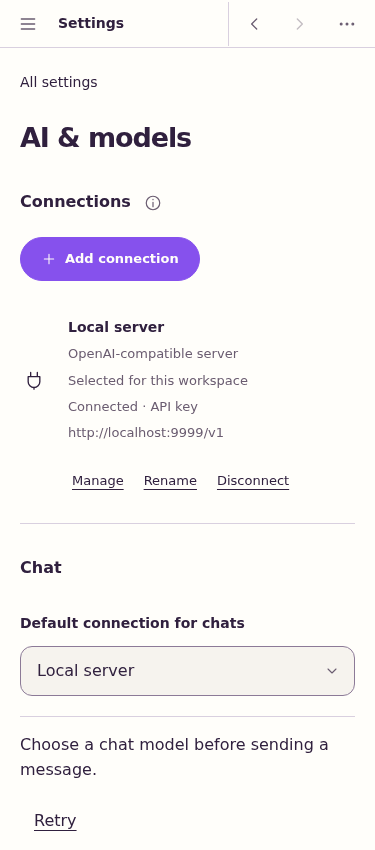 Settings
All settings
AI & models
Connections
Add connection
Local server
OpenAI-compatible server
Selected for this workspace
Connected · API key
http://localhost:9999/v1
Manage Rename Disconnect
Chat
Default connection for chats
Local server
Choose a chat model before sending a
message.
Retry